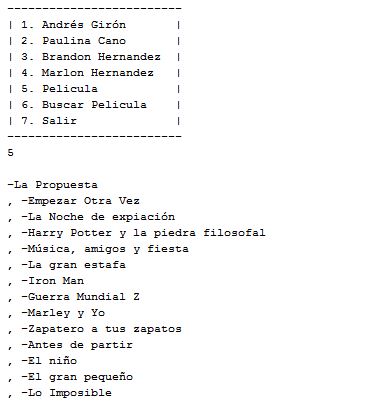 --------------------------
| 1. Andrés Girón        |
| 2. Paulina Cano        |
| 3. Brandon Hernandez   |
| 4. Marlon Hernandez    |
| 5. Pelicula            |
| 6. Buscar Pelicula     |
| 7. Salir               |
--------------------------
5

-La Propuesta
, -Empezar Otra Vez
, -La Noche de expiación
, -Harry Potter y la piedra filosofal
, -Música, amigos y fiesta
, -La gran estafa
, -Iron Man
, -Guerra Mundial Z
, -Marley y Yo
, -Zapatero a tus zapatos
, -Antes de partir
, -El niño
, -El gran pequeño
, -Lo Imposible